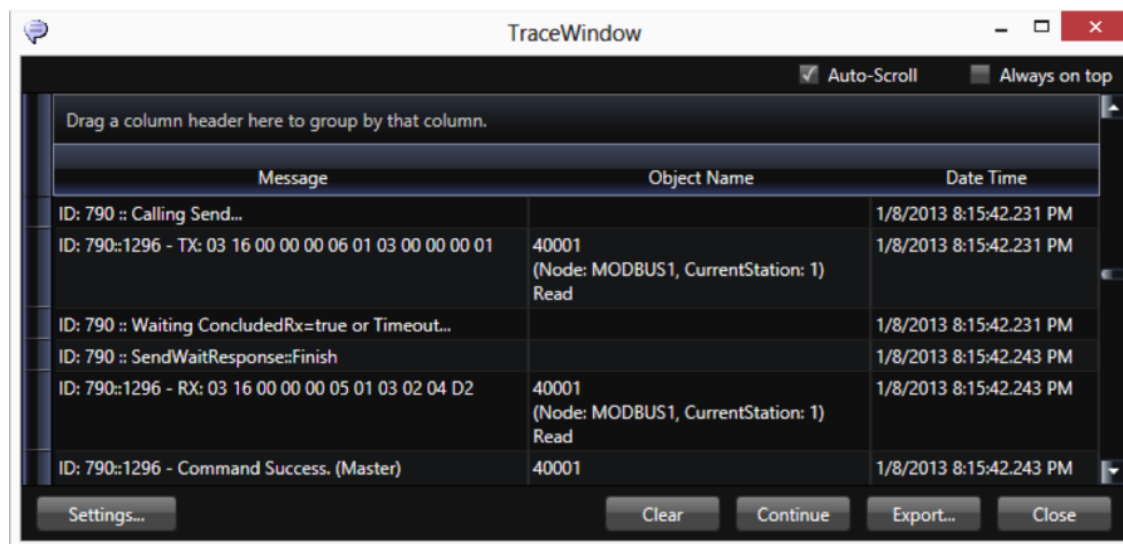 TraceWindow
Auto-Scroll Always on top
Drag a column header here to group by that column.
Message Object Name Date Time
ID: 790 :: Calling Send... 1/8/2013 8:15:42.231 PM
ID: 790::1296 - TX: 03 16 00 00 00 06 01 03 00 00 00 01 40001 1/8/2013 8:15:42.231 PM
(Node: MODBUS1, CurrentStation: 1)
Read
ID: 790 :: Waiting ConcludedRx=true or Timeout... 1/8/2013 8:15:42.231 PM
ID: 790 :: SendWaitResponse::Finish 1/8/2013 8:15:42.243 PM
ID: 790::1296 - RX: 03 16 00 00 00 05 01 03 02 04 D2 40001 1/8/2013 8:15:42.243 PM
(Node: MODBUS1, CurrentStation: 1)
Read
ID: 790::1296 - Command Success. (Master) 40001 1/8/2013 8:15:42.243 PM
Settings... Clear Continue Export... Close